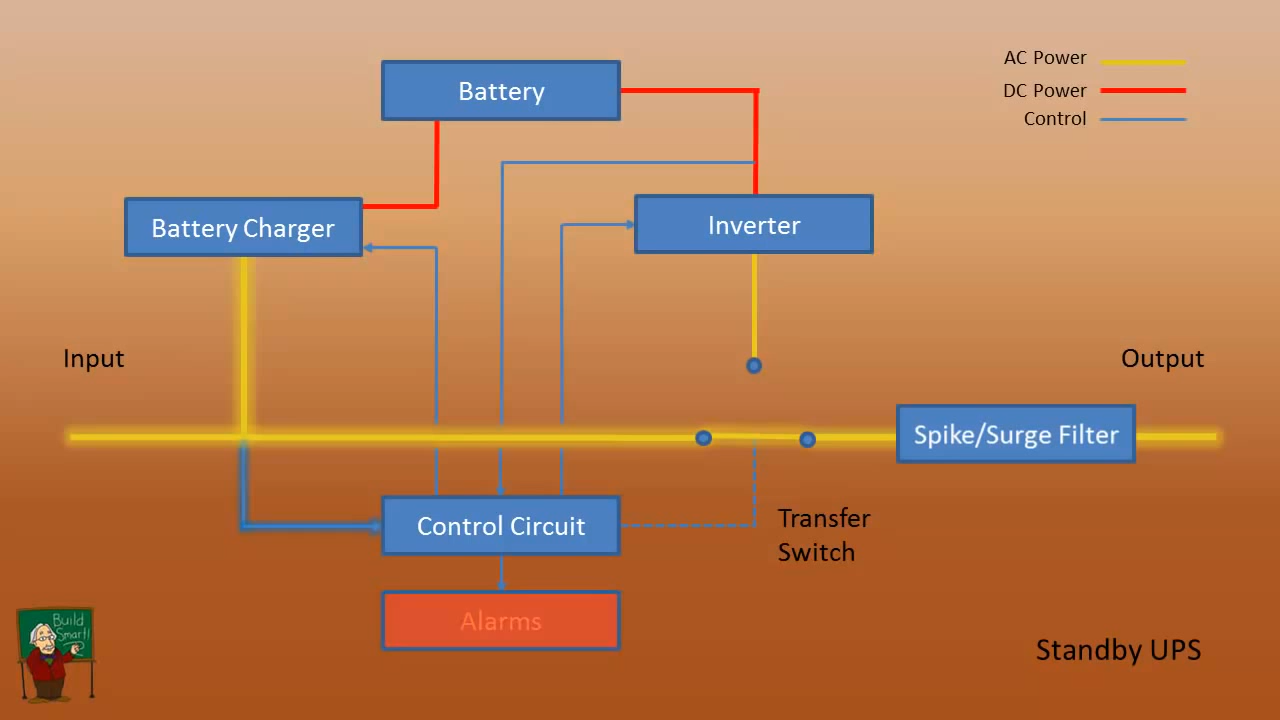 AC Power
DC Power
Control
Battery
Battery Charger
Inverter
Input
Output
Spike/Surge Filter
Control Circuit
Transfer
Switch
Alarms
Build
Smart!
Standby UPS